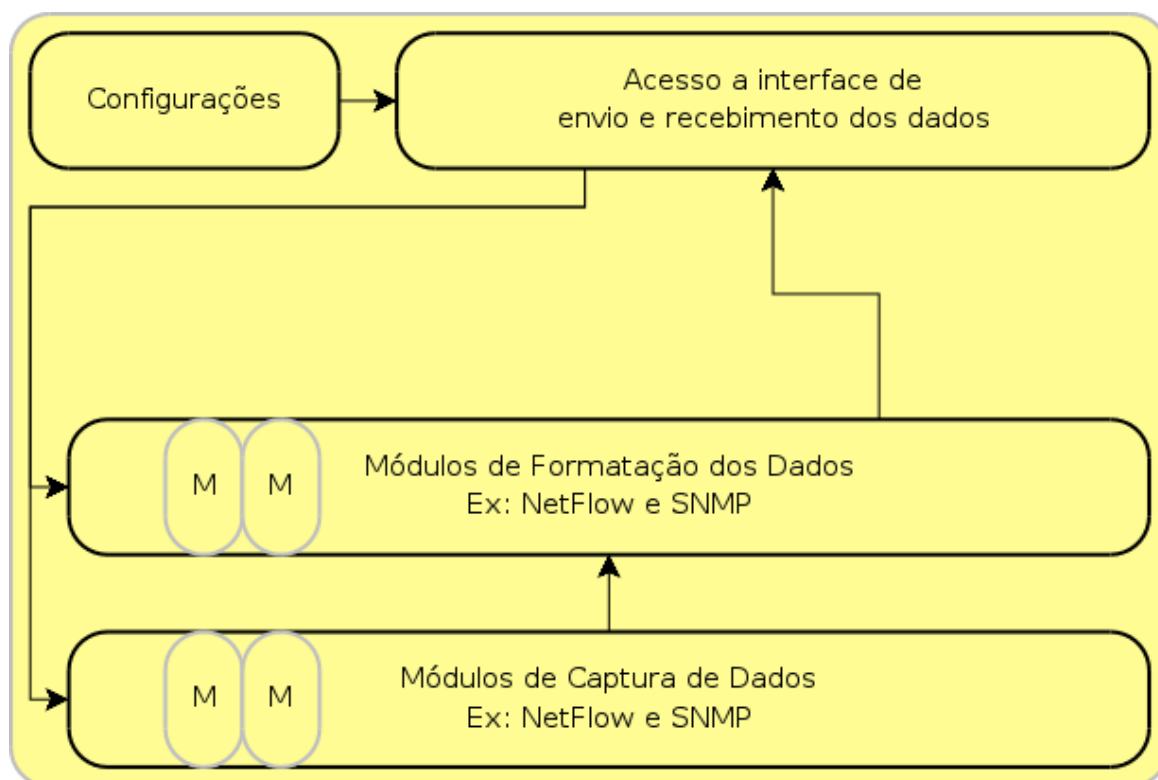 Configurações
Acesso a interface de
envio e recebimento dos dados
M
M
Módulos de Formatação dos Dados
Ex: NetFlow e SNMP
M
M
Módulos de Captura de Dados
Ex: NetFlow e SNMP